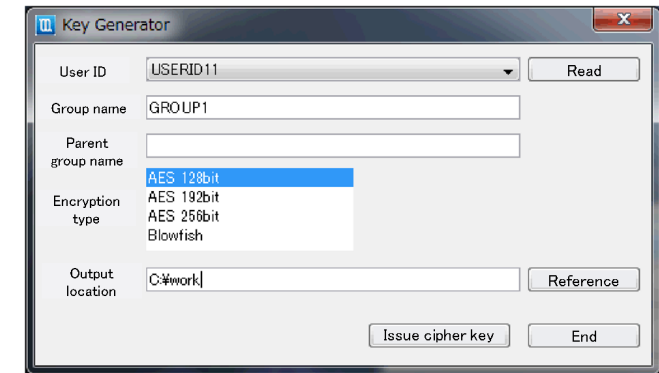 Key Generator
User ID
USERID11
Read
Group name
GROUP1
Parent
group name
Encryption
type
AES 128bit
AES 192bit
AES 256bit
Blowfish
Output
location
C:¥work
Reference
Issue cipher key
End